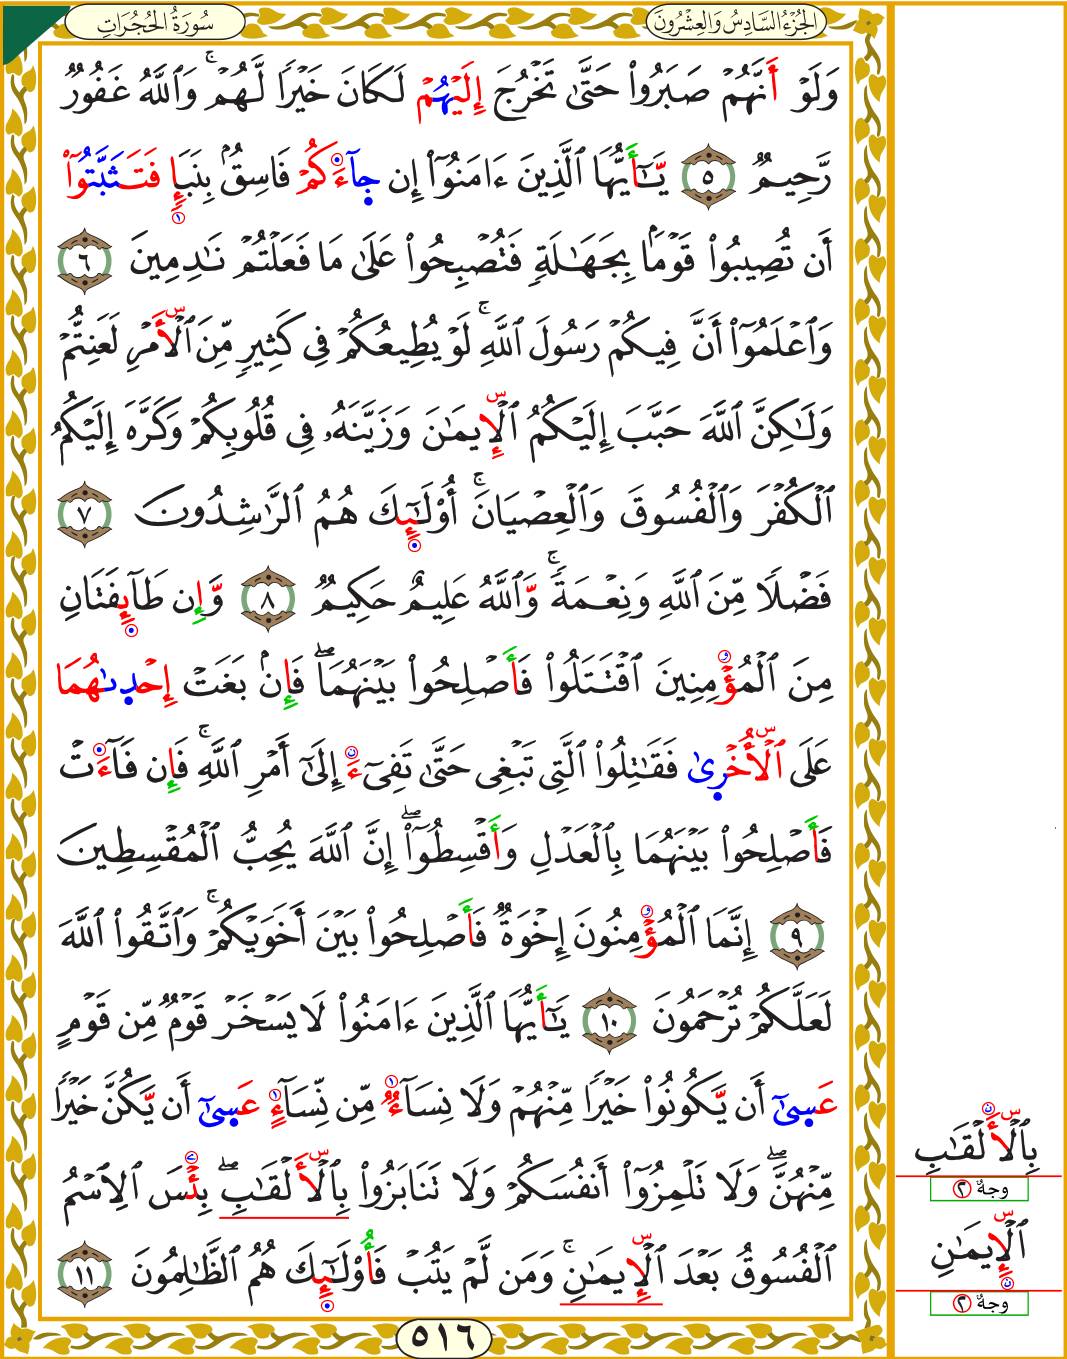 سُورَةُ الحُجُرَاتِ
الجُزْءُ السَّادِسُ وَالعِشْرُونَ
وَلَوْ أَنَّهُمْ صَبَرُوا۟ حَتَّىٰ تَخْرُجَ إِلَيْهُمْ لَكَانَ خَيْرًا لَّهُمْ ۚ وَٱللَّهُ غَفُورٌ
رَّحِيمٌ ٥ يَـٰٓأَيُّهَا ٱلَّذِينَ ءَامَنُوٓا۟ إِن جَآءَكُمْ فَاسِقٌۢ بِنَبَإٍ فَتَثَبَّتُوٓا۟
أَن تُصِيبُوا۟ قَوْمًۢا بِجَهَـٰلَةٍ فَتُصْبِحُوا۟ عَلَىٰ مَا فَعَلْتُمْ نَـٰدِمِينَ ٦
وَٱعْلَمُوٓا۟ أَنَّ فِيكُمْ رَسُولَ ٱللَّهِ ۚ لَوْ يُطِيعُكُمْ فِى كَثِيرٍ مِّنَ ٱلْأَمْرِ لَعَنِتُّمْ
وَلَـٰكِنَّ ٱللَّهَ حَبَّبَ إِلَيْكُمُ ٱلْإِيمَـٰنَ وَزَيَّنَهُۥ فِى قُلُوبِكُمْ وَكَرَّهَ إِلَيْكُمُ
ٱلْكُفْرَ وَٱلْفُسُوقَ وَٱلْعِصْيَانَ ۚ أُو۟لَـٰٓئِكَ هُمُ ٱلرَّٰشِدُونَ ٧
فَضْلًا مِّنَ ٱللَّهِ وَنِعْمَةً ۚ وَٱللَّهُ عَلِيمٌ حَكِيمٌ ٨ وَإِن طَآئِفَتَانِ
مِنَ ٱلْمُؤْمِنِينَ ٱقْتَتَلُوا۟ فَأَصْلِحُوا۟ بَيْنَهُمَا ۖ فَإِنۢ بَغَتْ إِحْدَىٰهُمَا
عَلَى ٱلْأُخْرَىٰ فَقَـٰتِلُوا۟ ٱلَّتِى تَبْغِى حَتَّىٰ تَفِىٓءَ إِلَىٰٓ أَمْرِ ٱللَّهِ ۚ فَإِن فَآءَتْ
فَأَصْلِحُوا۟ بَيْنَهُمَا بِٱلْعَدْلِ وَأَقْسِطُوٓا۟ ۖ إِنَّ ٱللَّهَ يُحِبُّ ٱلْمُقْسِطِينَ
٩ إِنَّمَا ٱلْمُؤْمِنُونَ إِخْوَةٌ فَأَصْلِحُوا۟ بَيْنَ أَخَوَيْكُمْ ۚ وَٱتَّقُوا۟ ٱللَّهَ
لَعَلَّكُمْ تُرْحَمُونَ ١٠ يَـٰٓأَيُّهَا ٱلَّذِينَ ءَامَنُوا۟ لَا يَسْخَرْ قَوْمٌ مِّن قَوْمٍ
عَسَىٰٓ أَن يَّكُونُوا۟ خَيْرًا مِّنْهُمْ وَلَا نِسَآءٌ مِّن نِّسَآءٍ عَسَىٰٓ أَن يَّكُنَّ خَيْرًا
مِّنْهُنَّ ۖ وَلَا تَلْمِزُوٓا۟ أَنفُسَكُمْ وَلَا تَنَابَزُوا۟ بِٱلْأَلْقَـٰبِ ۖ بِئْسَ ٱلِٱسْمُ
ٱلْفُسُوقُ بَعْدَ ٱلْإِيمَـٰنِ ۚ وَمَن لَّمْ يَتُبْ فَأُو۟لَـٰٓئِكَ هُمُ ٱلظَّـٰلِمُونَ ١١
بِٱلْأَلْقَـٰبِ
وجهٌ ٢
ٱلْإِيمَـٰنِ
وجهٌ ٢
٥١٦